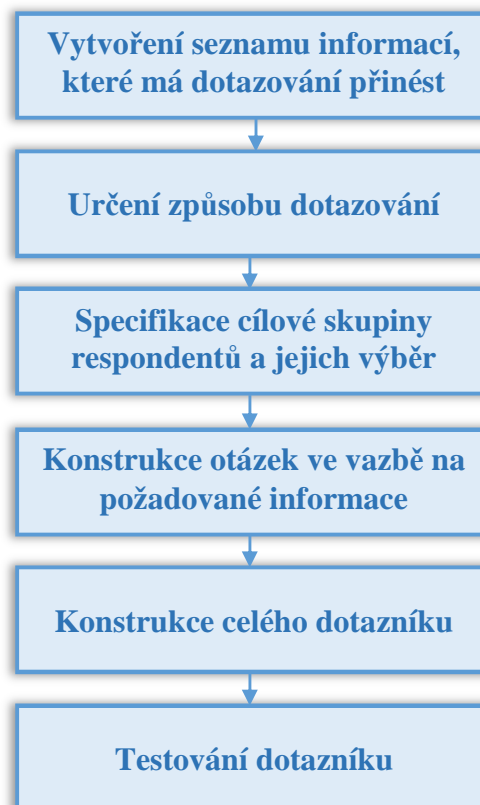 Vytvoření seznamu informací,
které má dotazování přinést
Určení způsobu dotazování
Specifikace cílové skupiny
respondentů a jejich výběr
Konstrukce otázek ve vazbě na
požadované informace
Konstrukce celého dotazníku
Testování dotazníku